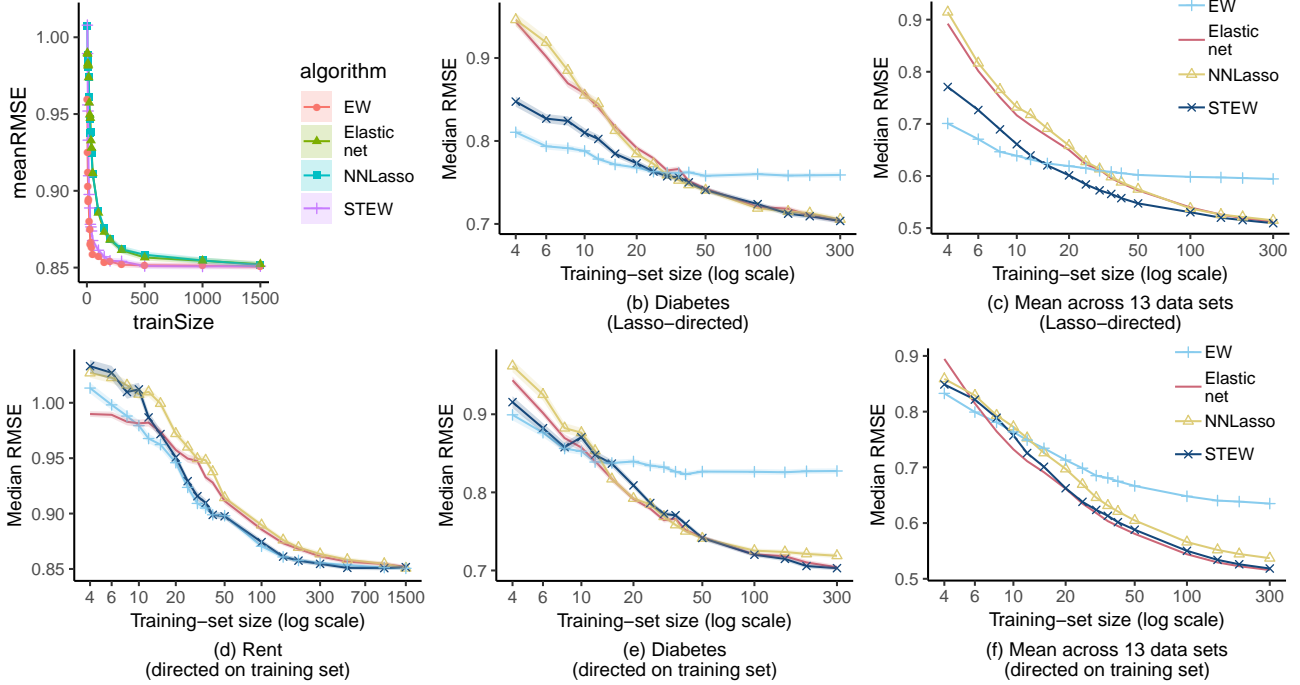 meanRMSE
1.00
0.95
0.90
0.85
0 500 1000 1500
trainSize
algorithm
EW
Elastic
net
NNLasso
STEW
Median RMSE
0.9
0.8
0.7
4 6 10 20 50 100 300
Training−set size (log scale)
(b) Diabetes
(Lasso−directed)
Median RMSE
0.9
0.8
0.7
0.6
0.5
4 6 10 20 50 100 300
Training−set size (log scale)
(c) Mean across 13 data sets
(Lasso−directed)
EW
Elastic
net
NNLasso
STEW
Median RMSE
1.00
0.95
0.90
0.85
4 6 10 20 50 100 300 700 1500
Training−set size (log scale)
(d) Rent
(directed on training set)
Median RMSE
0.9
0.8
0.7
4 6 10 20 50 100 300
Training−set size (log scale)
(e) Diabetes
(directed on training set)
Median RMSE
0.9
0.8
0.7
0.6
0.5
4 6 10 20 50 100 300
Training−set size (log scale)
(f) Mean across 13 data sets
(directed on training set)
EW
Elastic
net
NNLasso
STEW